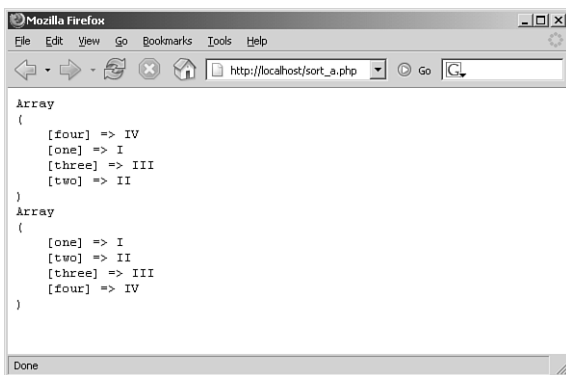 Mozilla Firefox
File Edit View Go Bookmarks Tools Help
http://localhost/sort_a.php Go G
Array
(
    [four] => IV
    [one] => I
    [three] => III
    [two] => II
)
Array
(
    [one] => I
    [two] => II
    [three] => III
    [four] => IV
)
Done